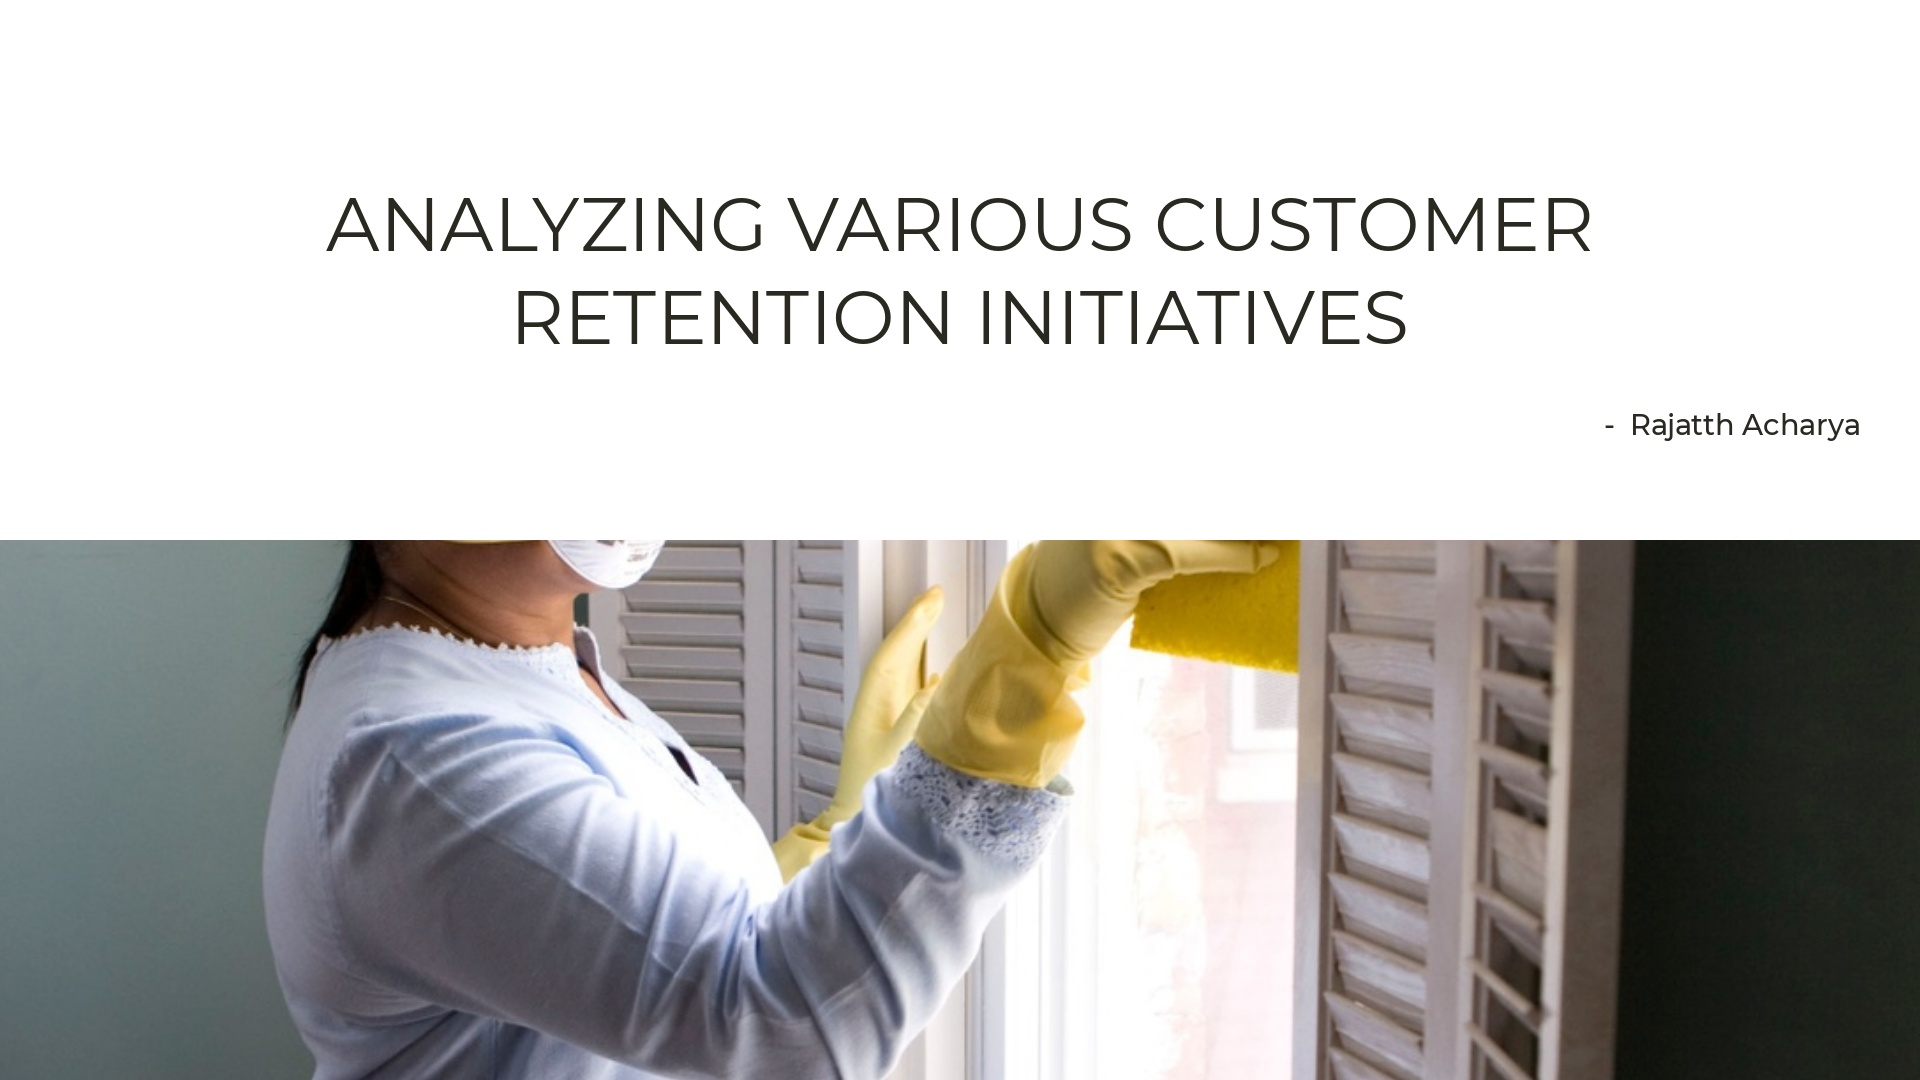 ANALYZING VARIOUS CUSTOMER
RETENTION INITIATIVES
- Rajatth Acharya